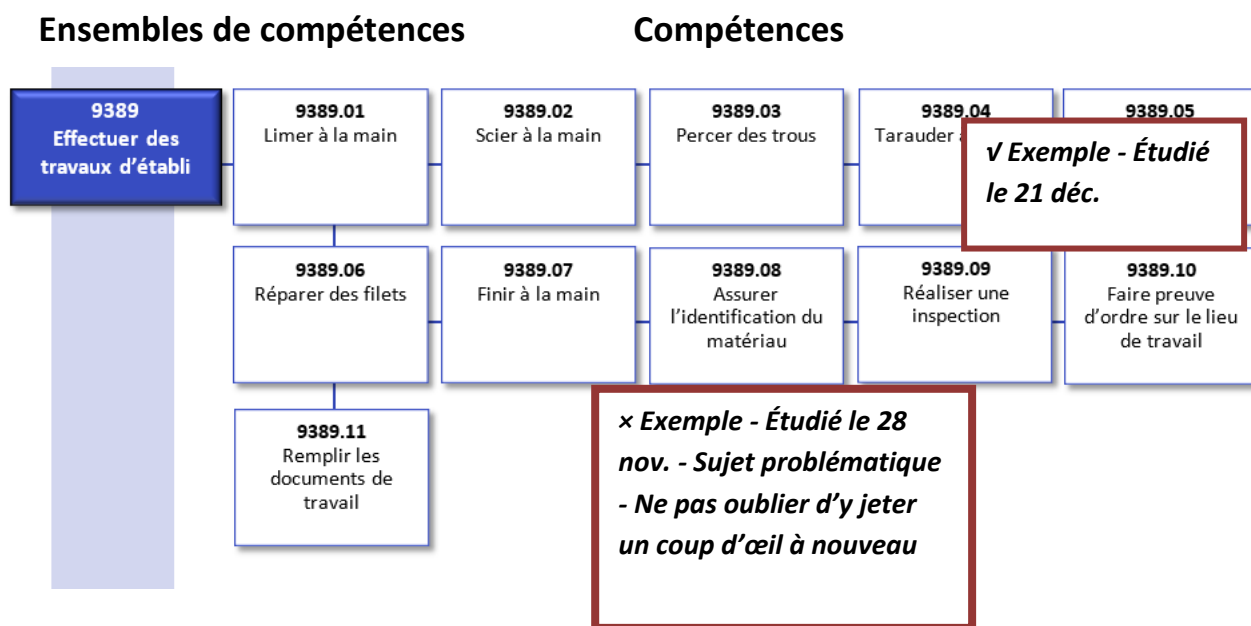 Ensembles de compétences
Compétences
9389
Effectuer des
travaux d'établi
9389.01
Limer à la main
9389.02
Scier à la main
9389.03
Percer des trous
9389.04
Tarauder
9389.05
√ Exemple - Étudié
le 21 déc.
9389.06
Réparer des filets
9389.07
Finir à la main
9389.08
Assurer
l'identification du
matériau
9389.09
Réaliser une
inspection
9389.10
Faire preuve
d'ordre sur le lieu
de travail
9389.11
Remplir les
documents de
travail
× Exemple - Étudié le 28
nov. - Sujet problématique
- Ne pas oublier d'y jeter
un coup d'œil à nouveau